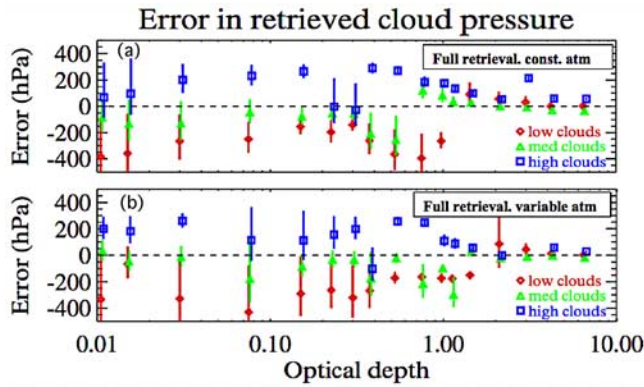 Error in retrieved cloud pressure
(a)
Full retrieval. const. atm
400
200
0
-200
-400
Error (hPa)
low clouds
med clouds
high clouds
(b)
Full retrieval. variable atm
400
200
0
-200
-400
Error (hPa)
low clouds
med clouds
high clouds
0.01
0.10
1.00
10.00
Optical depth